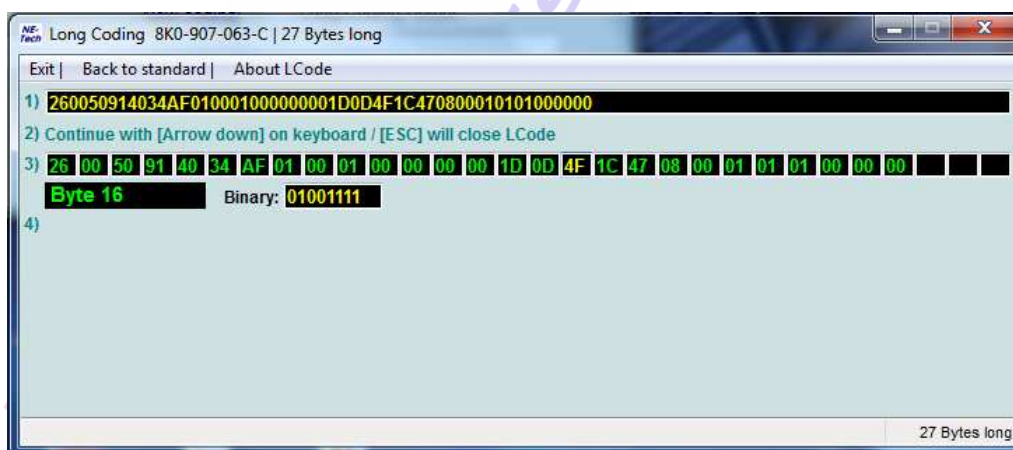 NE-Tech Long Coding 8K0-907-063-C | 27 Bytes long
Exit | Back to standard | About LCode
1) 260050914034AF010001000000001D0D4F1C470800010101000000
2) Continue with [Arrow down] on keyboard / [ESC] will close LCode
3) 26 00 50 91 40 34 AF 01 00 01 00 00 00 00 1D 0D 4F 1C 47 08 00 01 01 01 00 00 00
Byte 16 Binary: 01001111
4)
27 Bytes long